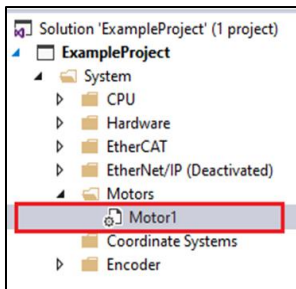 Solution 'ExampleProject' (1 project)
ExampleProject
System
CPU
Hardware
EtherCAT
EtherNet/IP (Deactivated)
Motors
Motor1
Coordinate Systems
Encoder